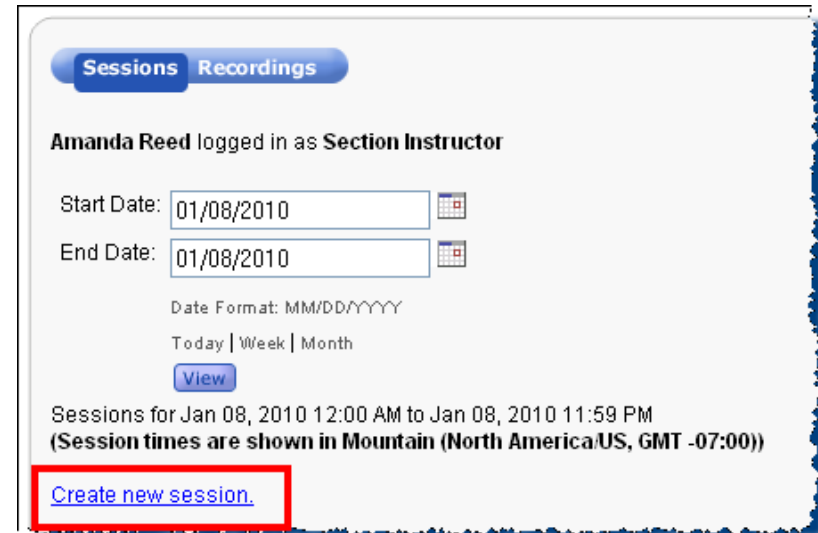 Sessions Recordings
Amanda Reed logged in as Section Instructor
Start Date: 01/08/2010
End Date: 01/08/2010
Date Format: MM/DD/YYYY
Today | Week | Month
View
Sessions for Jan 08, 2010 12:00 AM to Jan 08, 2010 11:59 PM
(Session times are shown in Mountain (North America/US, GMT -07:00))
Create new session.